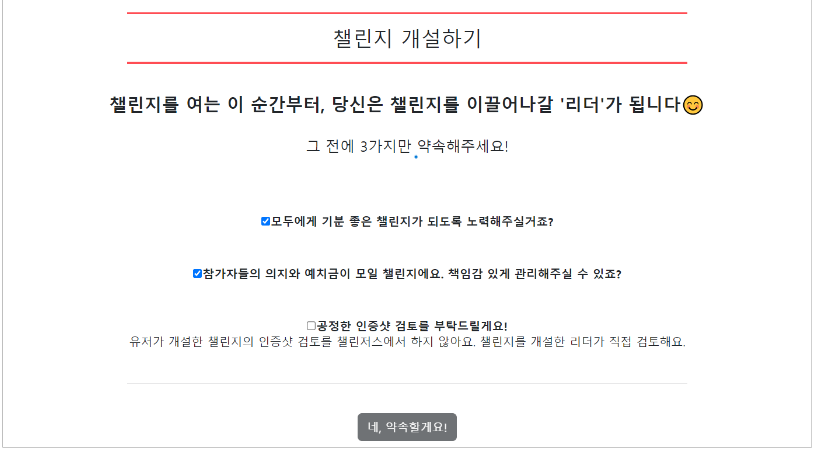 챌린지 개설하기
챌린지를 여는 이 순간부터, 당신은 챌린지를 이끌어나갈 '리더'가 됩니다😊
그 전에 3가지만 약속해주세요!
모두에게 기분 좋은 챌린지가 되도록 노력해주실거죠?
참가자들의 의지와 예치금이 모일 챌린지에요. 책임감 있게 관리해주실 수 있죠?
공정한 인증샷 검토를 부탁드릴게요!
유저가 개설한 챌린지의 인증샷 검토를 챌린저스에서 하지 않아요. 챌린지를 개설한 리더가 직접 검토해요.
네, 약속할게요!